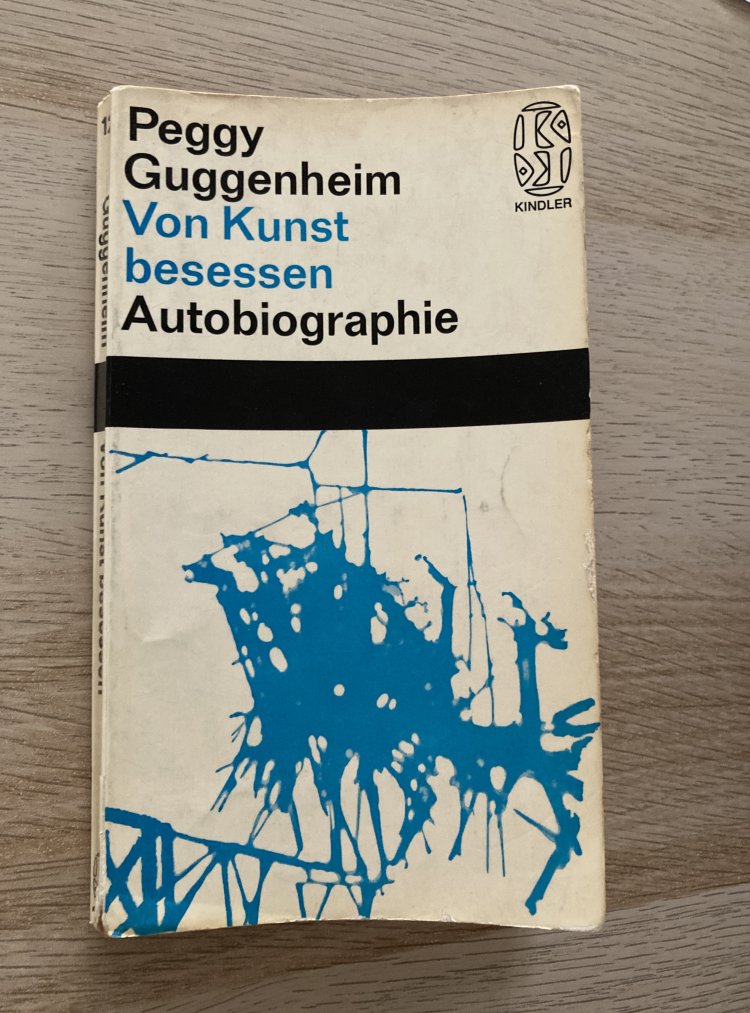 Peggy
Guggenheim
Von Kunst
besessen
Autobiographie
KINDLER
Guggenheim
Von Kunst besessen